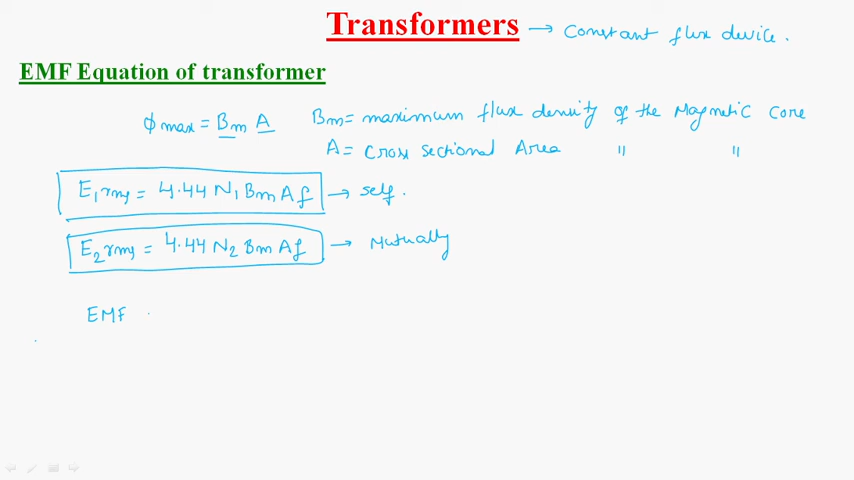 Transformers → Constant flux device.
EMF Equation of transformer
ϕmax = Bm A Bm = maximum flux density of the Magnetic Core
A = Cross sectional Area " "
E1rms = 4.44 N1 Bm A f → self.
E2rms = 4.44 N2 Bm A f → Mutually
EMF